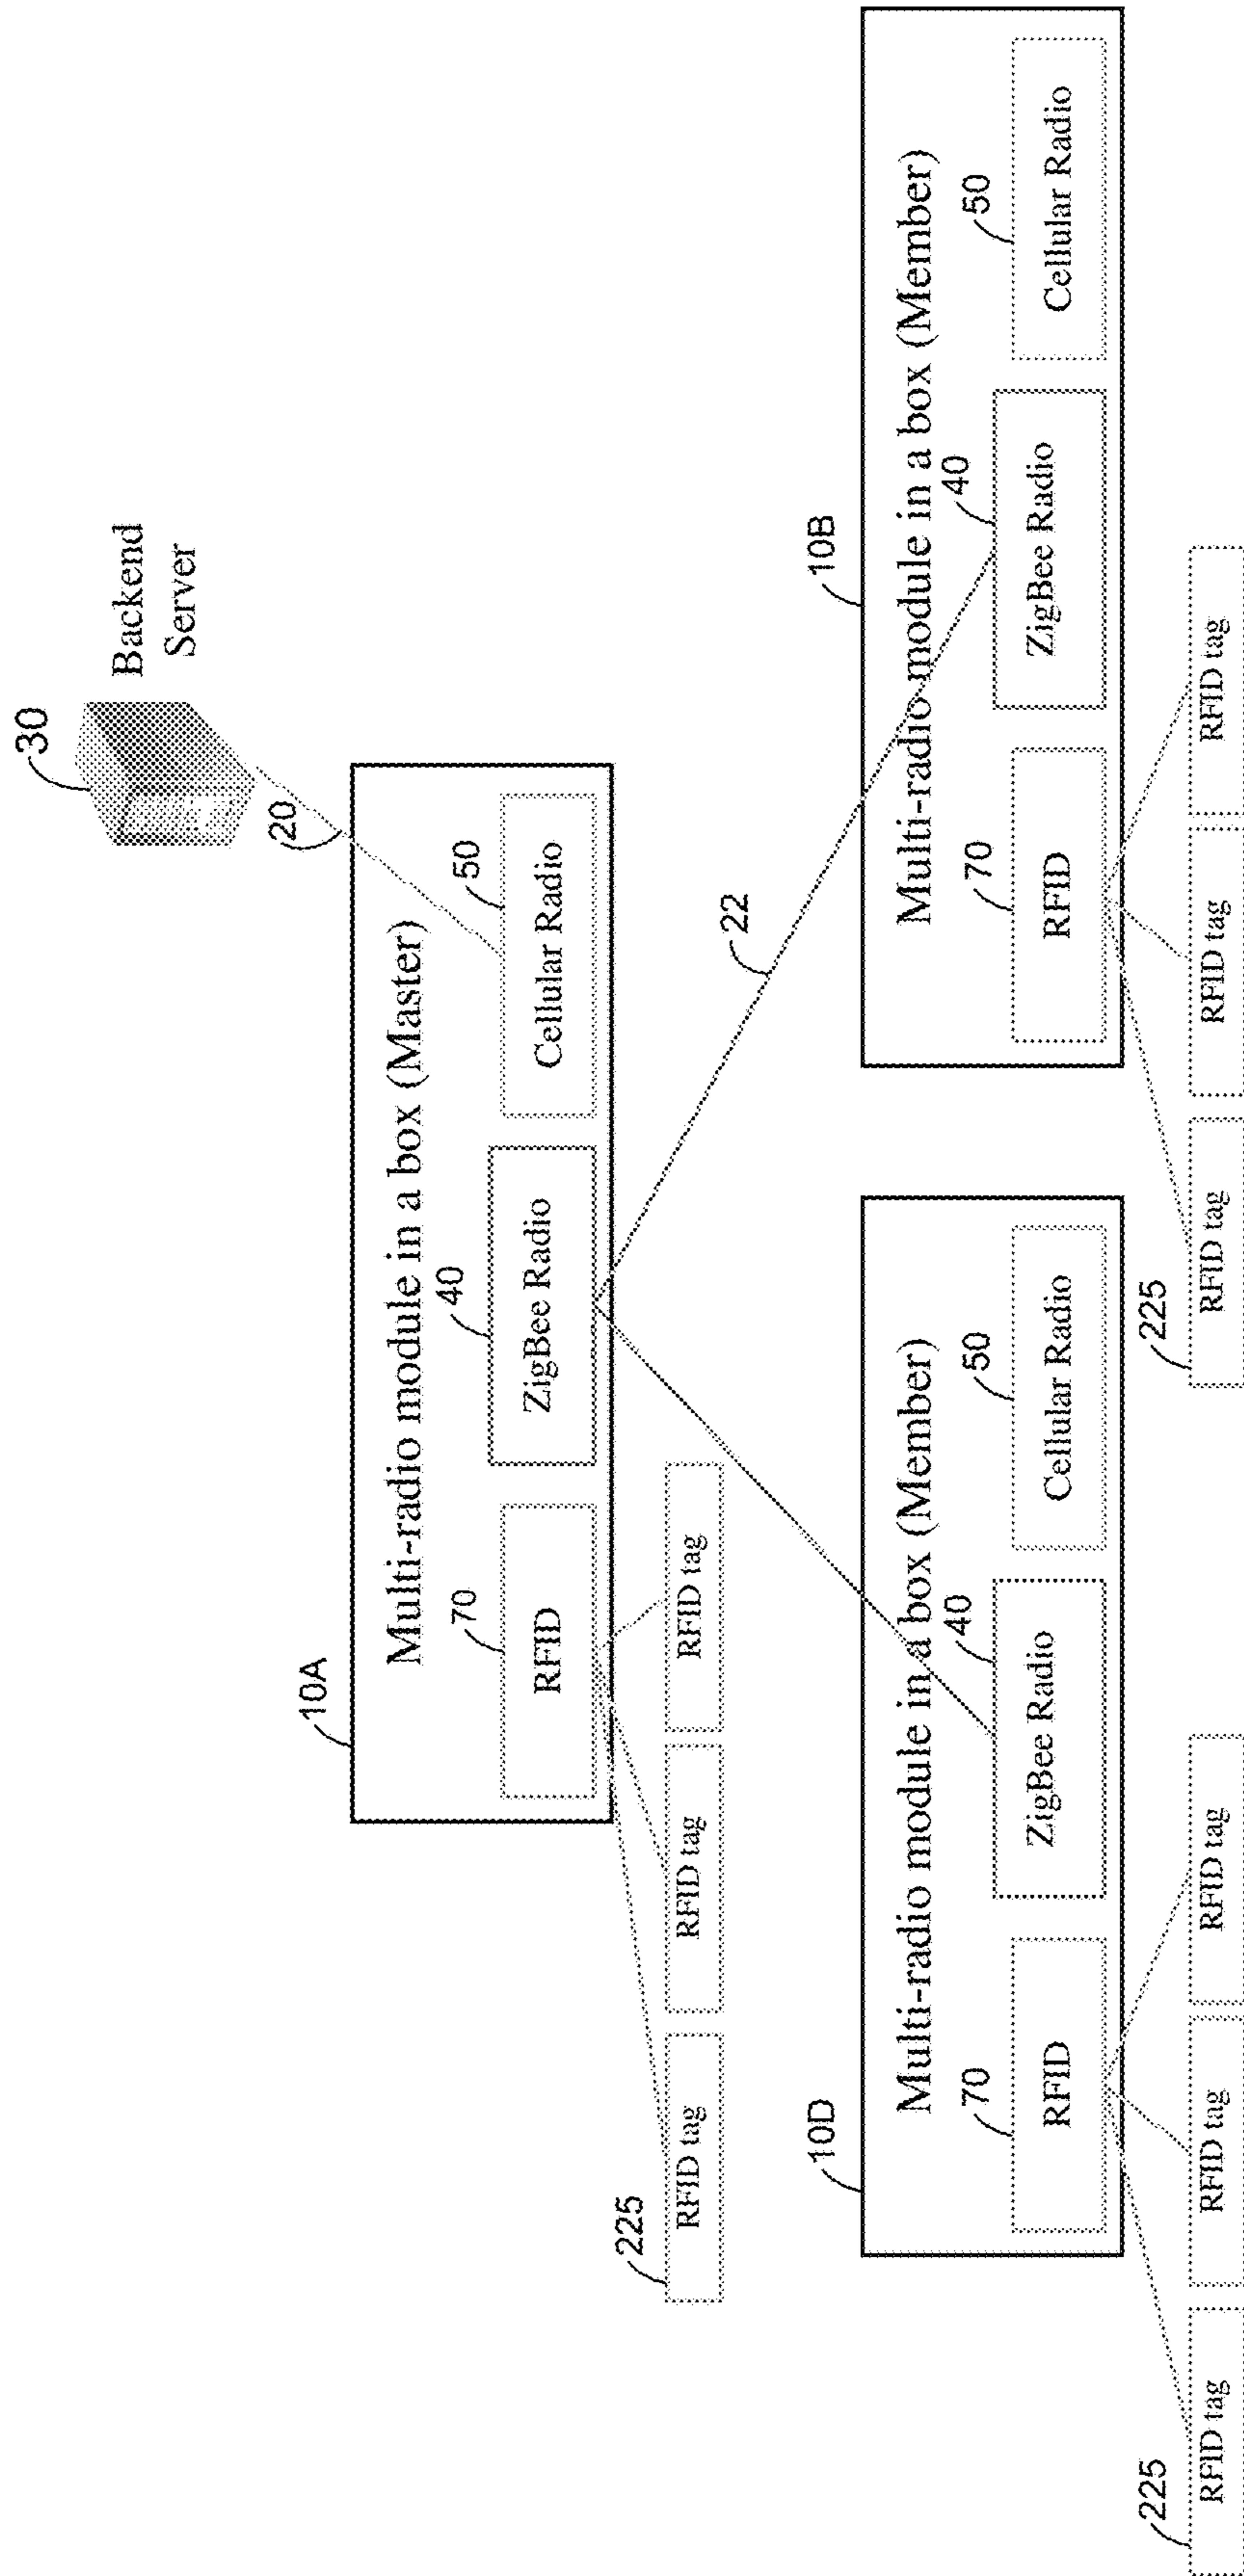 30
Backend
Server
20
10A
Multi-radio module in a box (Master)
70
40
50
RFID
ZigBee Radio
Cellular Radio
225
RFID tag
RFID tag
RFID tag
22
10D
Multi-radio module in a box (Member)
70
40
50
RFID
ZigBee Radio
Cellular Radio
225
RFID tag
RFID tag
RFID tag
10B
Multi-radio module in a box (Member)
70
40
50
RFID
ZigBee Radio
Cellular Radio
225
RFID tag
RFID tag
RFID tag